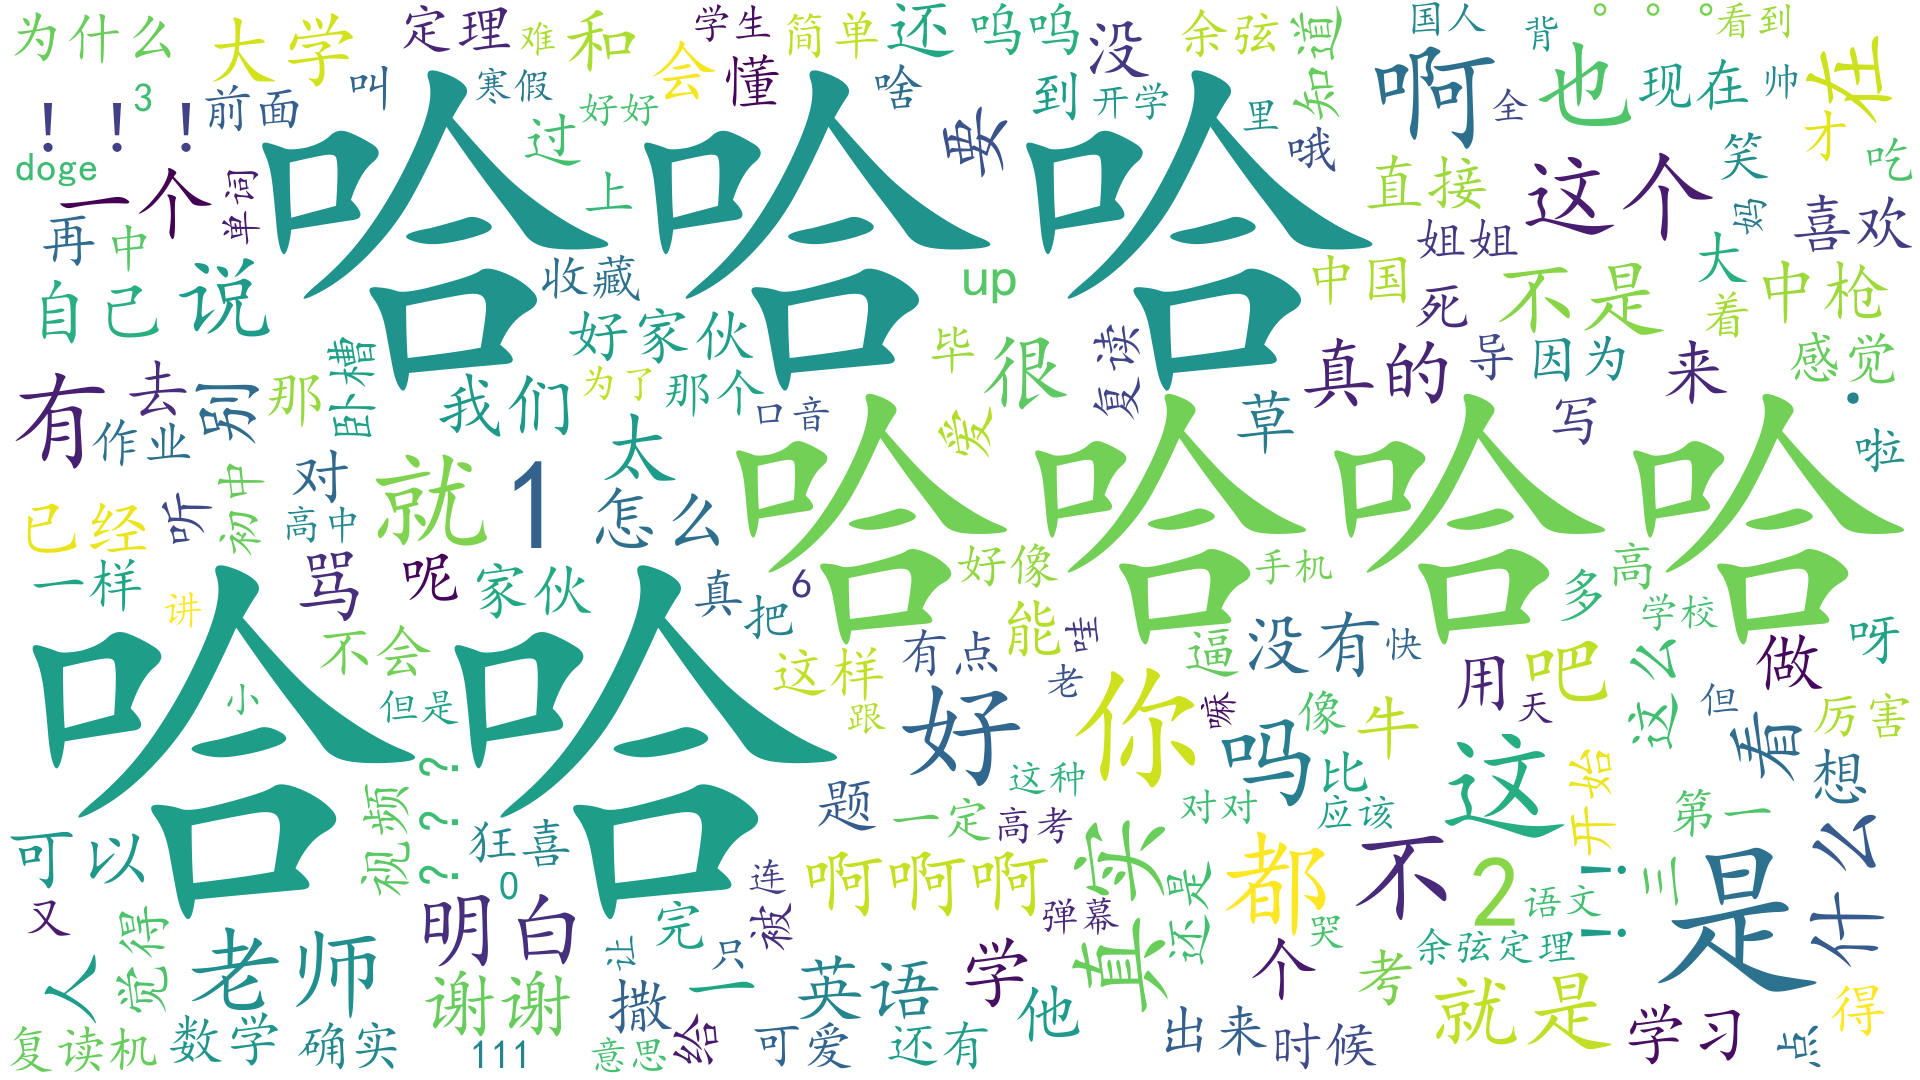 为什么
大学
定理
难
和
学生
简单
还
呜呜
没
余弦
知道
国人
背
。。。
看到
在
3
！！！
前面
叫
寒假
好好
会
懂
啥
到
开学
里
哦
啊
全
也
现在
帅
才
吃
doge
一个
单词
过
上
要
直接
这个
笑
妈
喜欢
哈哈哈
再
中
自己
说
收藏
up
姐姐
中国
死
不是
大
着
中枪
好家伙
卧槽
毕
很
复读
真的
导
因为
来
感觉
有
去
作业
别
那
我们
为了
那个
口音
爱
草
写
·
啦
太
哈哈哈哈
已经
听
初中
对
高中
就
1
怎么
一样
讲
骂
呢
家伙
真
把
6
好像
能
手机
多
高
学校
呀
哈哈
不会
小
但是
有点
哇
老
这样
跟
逼
没有
快
用
吧
天
这么
做
但
厉害
好
你
嘛
吗
像
牛
看
想
？？？
视频
题
这种
一定
高考
对对
比
应该
这
开始
第一
什么
可以
狂喜
0
连
啊啊啊
真实
都
不
2
语文
！！
三
是
又
觉得
明白
完
被
弹幕
还是
哭
余弦定理
人
老师
谢谢
让
只
一
英语
学
他
个
考
就是
得
复读机
数学
确实
111
撒
意思
给
可爱
还有
出来
时候
学习
点